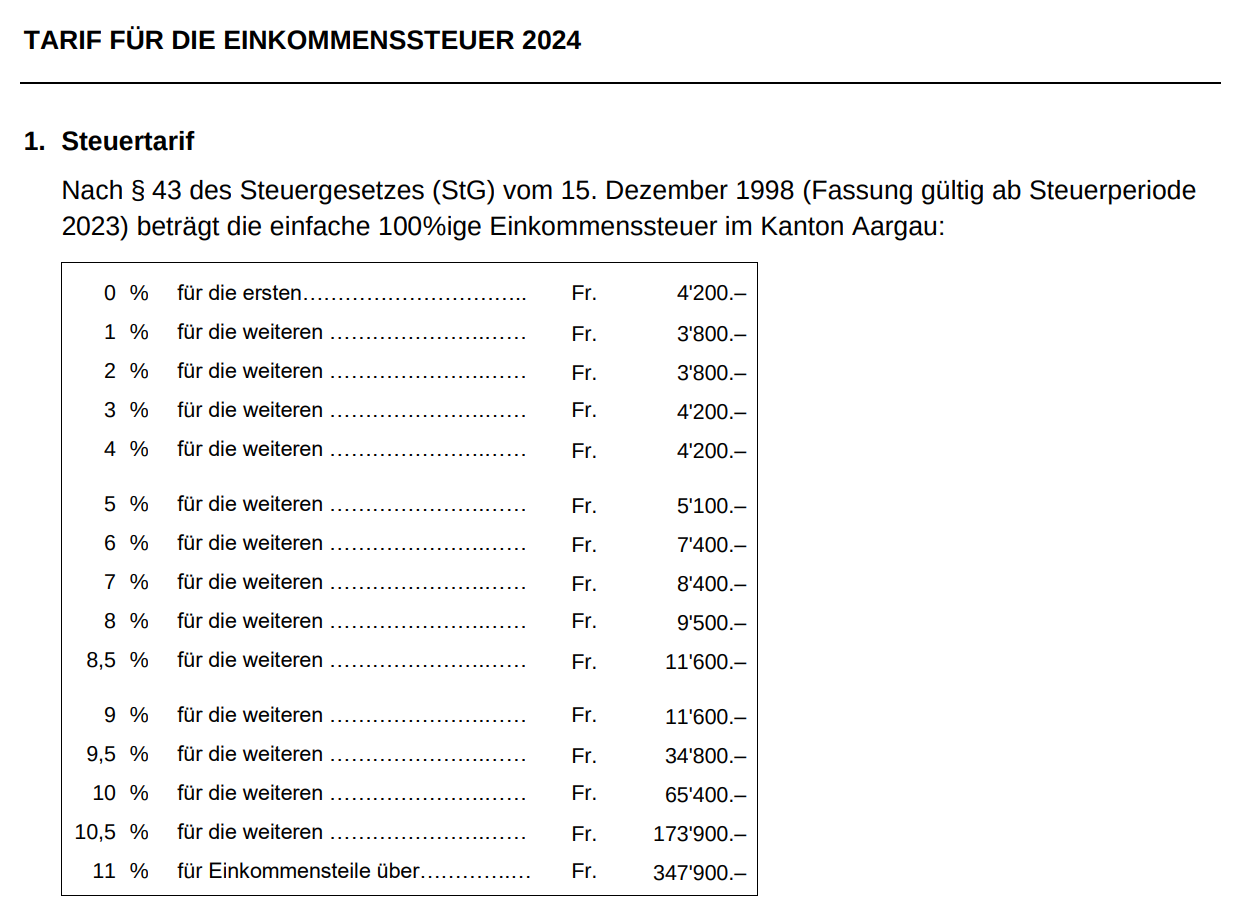 TARIF FÜR DIE EINKOMMENSSTEUER 2024
1. Steuertarif
Nach § 43 des Steuergesetzes (StG) vom 15. Dezember 1998 (Fassung gültig ab Steuerperiode
2023) beträgt die einfache 100%ige Einkommenssteuer im Kanton Aargau:
0 % für die ersten………………………….. Fr. 4'200.–
1 % für die weiteren ………………….…… Fr. 3'800.–
2 % für die weiteren ………………….…… Fr. 3'800.–
3 % für die weiteren ………………….…… Fr. 4'200.–
4 % für die weiteren ………………….…… Fr. 4'200.–
5 % für die weiteren ………………….…… Fr. 5'100.–
6 % für die weiteren ………………….…… Fr. 7'400.–
7 % für die weiteren ………………….…… Fr. 8'400.–
8 % für die weiteren ………………….…… Fr. 9'500.–
8,5 % für die weiteren ………………….…… Fr. 11'600.–
9 % für die weiteren ………………….…… Fr. 11'600.–
9,5 % für die weiteren ………………….…… Fr. 34'800.–
10 % für die weiteren ………………….…… Fr. 65'400.–
10,5 % für die weiteren ………………….…… Fr. 173'900.–
11 % für Einkommensteile über………….… Fr. 347'900.–